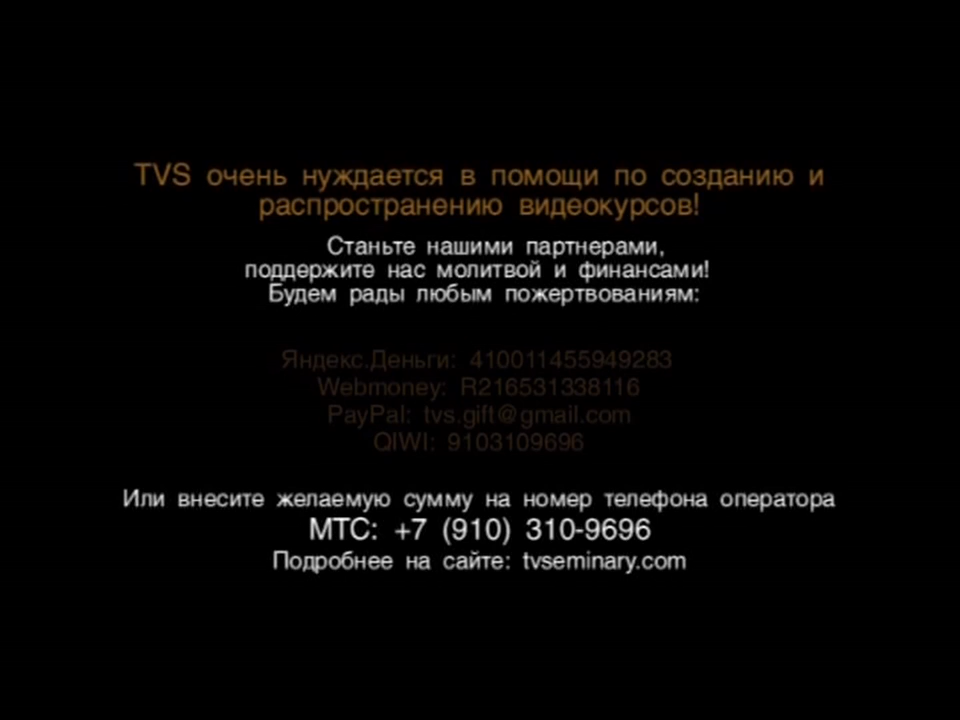 TVS очень нуждается в помощи по созданию и
распространению видеокурсов!
Станьте нашими партнерами,
поддержите нас молитвой и финансами!
Будем рады любым пожертвованиям:
Яндекс.Деньги: 410011455949283
Webmoney: R216531338116
PayPal: tvs.gift@gmail.com
QIWI: 9103109696
Или внесите желаемую сумму на номер телефона оператора
МТС: +7 (910) 310-9696
Подробнее на сайте: tvseminary.com